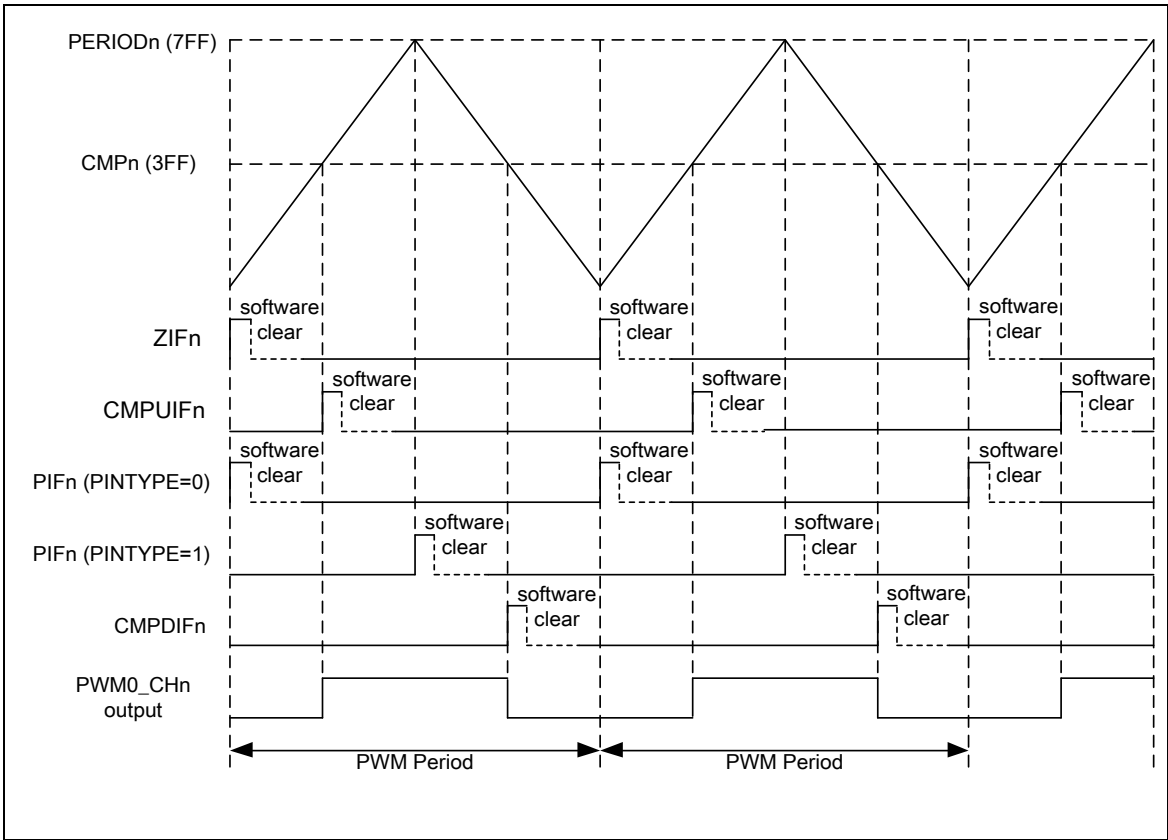 PERIODn (7FF)
CMPn (3FF)
ZIFn
software
clear
software
clear
software
clear
CMPUIFn
software
clear
software
clear
software
clear
PIFn (PINTYPE=0)
software
clear
software
clear
software
clear
PIFn (PINTYPE=1)
software
clear
software
clear
CMPDIFn
software
clear
software
clear
PWM0_CHn
output
PWM Period
PWM Period